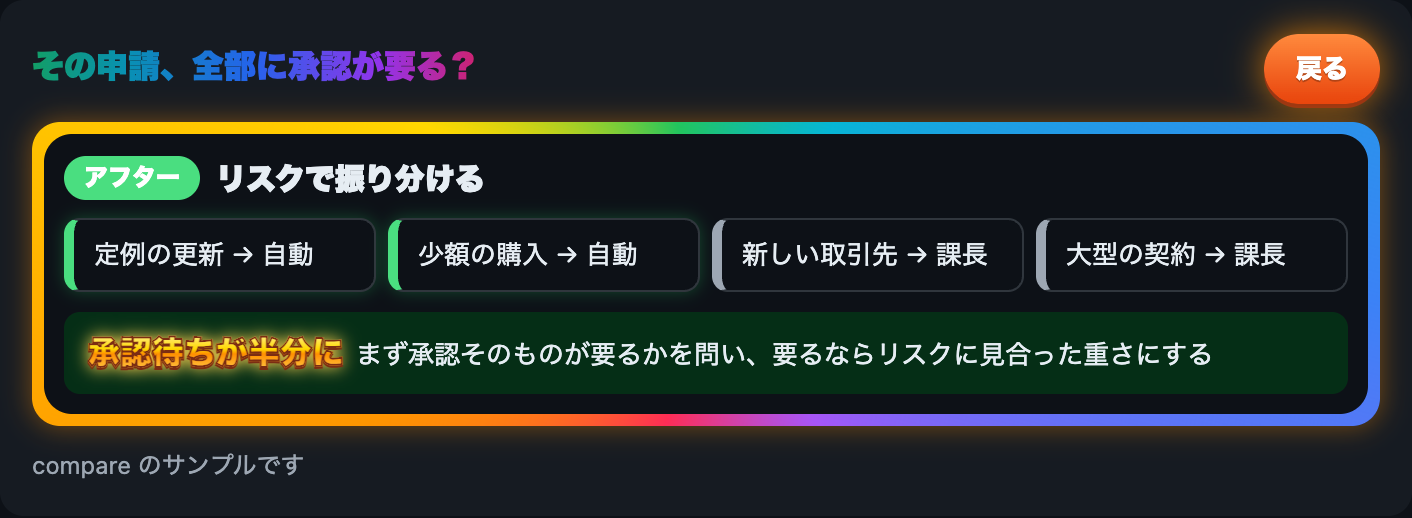 その申請、全部に承認が要る？
戻る
アフター リスクで振り分ける
定例の更新 → 自動
少額の購入 → 自動
新しい取引先 → 課長
大型の契約 → 課長
承認待ちが半分に まず承認そのものが要るかを問い、要るならリスクに見合った重さにする
compare のサンプルです